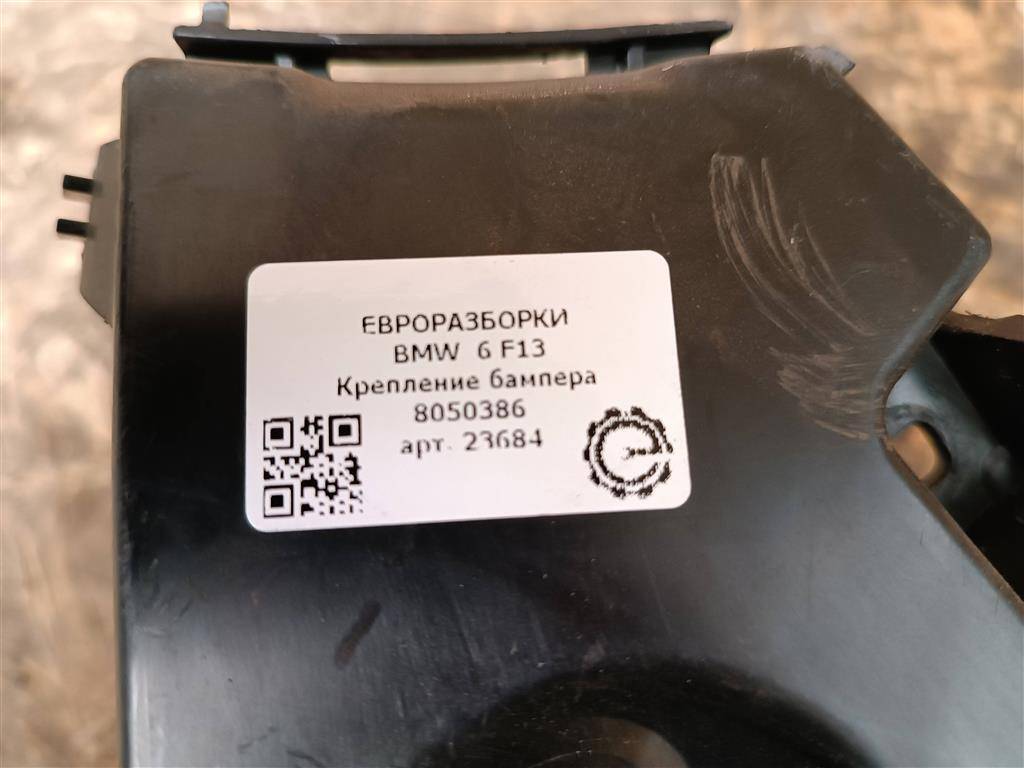 ЕВРОРАЗБОРКИ
BMW 6 F13
Крепление бампера
8050386
арт. 23684